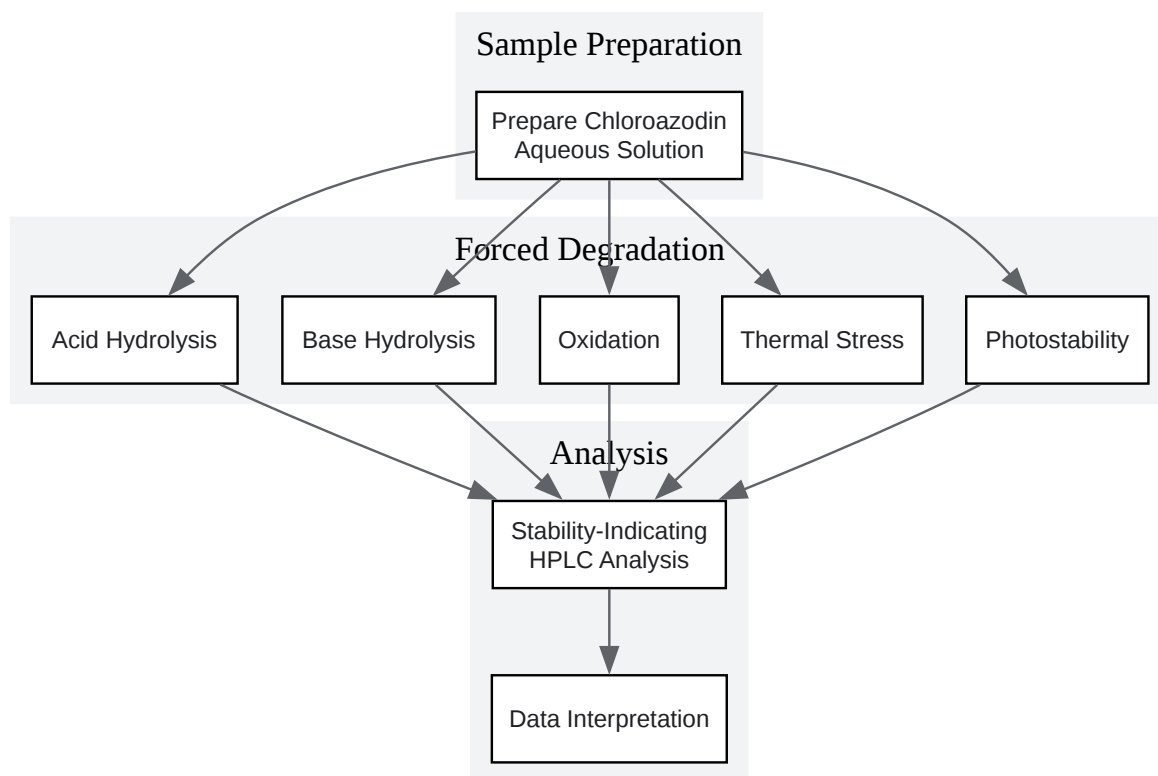 Sample Preparation
Prepare Chloroazodin
Aqueous Solution
Forced Degradation
Acid Hydrolysis
Base Hydrolysis
Oxidation
Thermal Stress
Photostability
Analysis
Stability-Indicating
HPLC Analysis
Data Interpretation